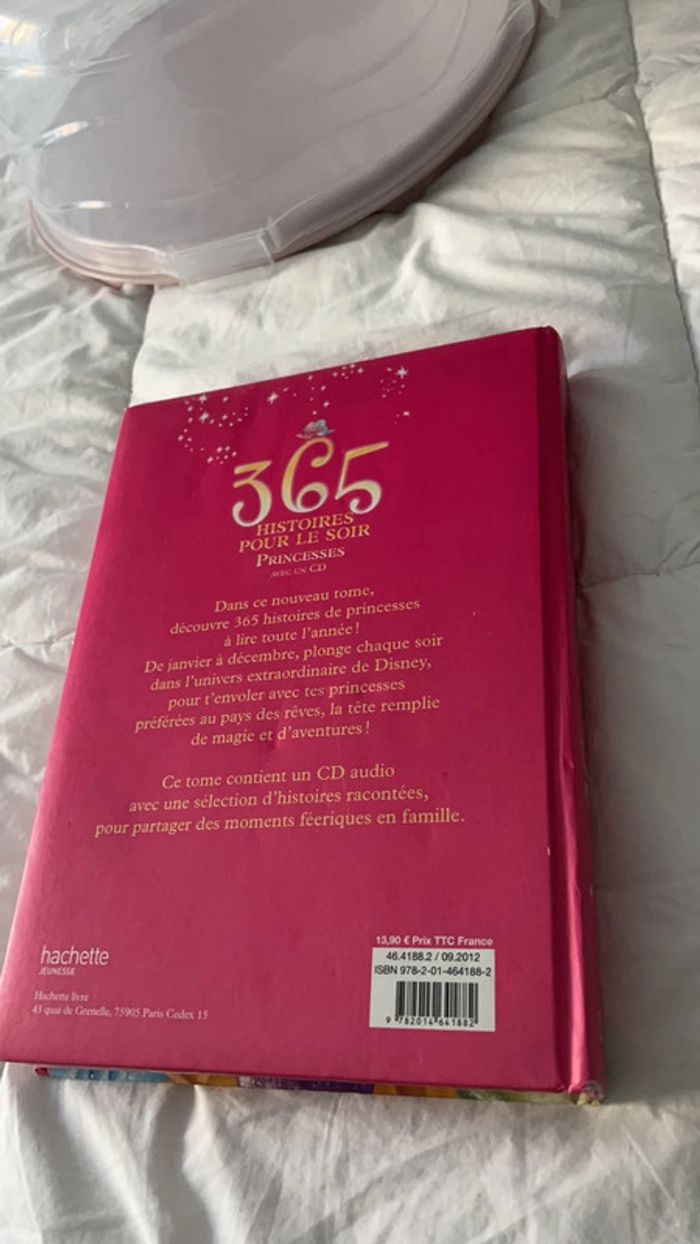 365
HISTOIRES
POUR LE SOIR
PRINCESSES
AVEC UN CD
Dans ce nouveau tome,
découvre 365 histoires de princesses
à lire toute l'année !
De janvier à décembre, plonge chaque soir
dans l'univers extraordinaire de Disney,
pour t'envoler avec tes princesses
préférées au pays des rêves, la tête remplie
de magie et d'aventures !
Ce tome contient un CD audio
avec une sélection d'histoires racontées,
pour partager des moments féeriques en famille.
hachette
JEUNESSE
Hachette livre
43 quai de Grenelle, 75905 Paris Cedex 15
13,90 € Prix TTC France
46.4188.2 / 09.2012
ISBN 978-2-01-464188-2
9 782014 641882